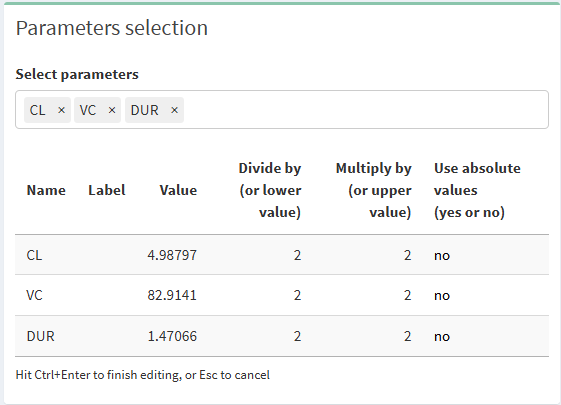 Parameters selection
Select parameters
CL × VC × DUR ×
Name Label Value Divide by (or lower value) Multiply by (or upper value) Use absolute values (yes or no)
CL 4.98797 2 2 no
VC 82.9141 2 2 no
DUR 1.47066 2 2 no
Hit Ctrl+Enter to finish editing, or Esc to cancel